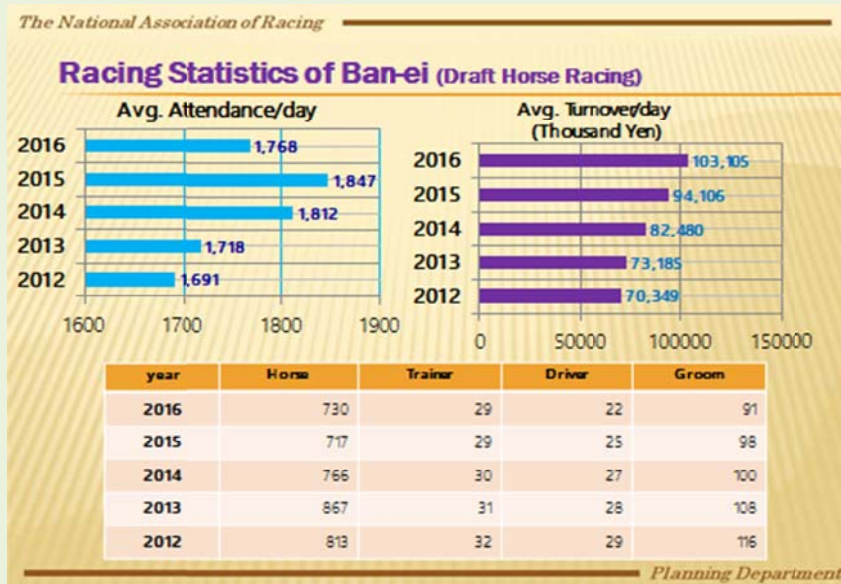 The National Association of Racing
Racing Statistics of Ban-ei (Draft Horse Racing)
Avg. Attendance/day
2016 1,768
2015 1,847
2014 1,812
2013 1,718
2012 1,691
1600 1700 1800 1900
Avg. Turnover/day
(Thousand Yen)
2016 103,105
2015 94,106
2014 82,480
2013 73,185
2012 70,349
0 50000 100000 150000
year Horse Trainer Driver Groom
2016 730 29 22 91
2015 717 29 25 98
2014 766 30 27 100
2013 867 31 28 108
2012 813 32 29 116
Planning Department